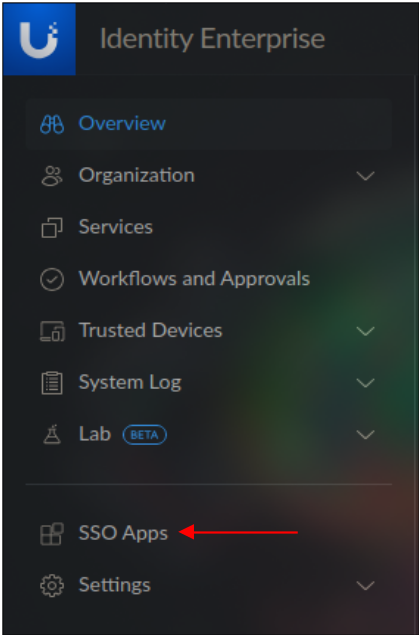 Identity Enterprise
Overview
Organization
Services
Workflows and Approvals
Trusted Devices
System Log
Lab BETA
SSO Apps
Settings